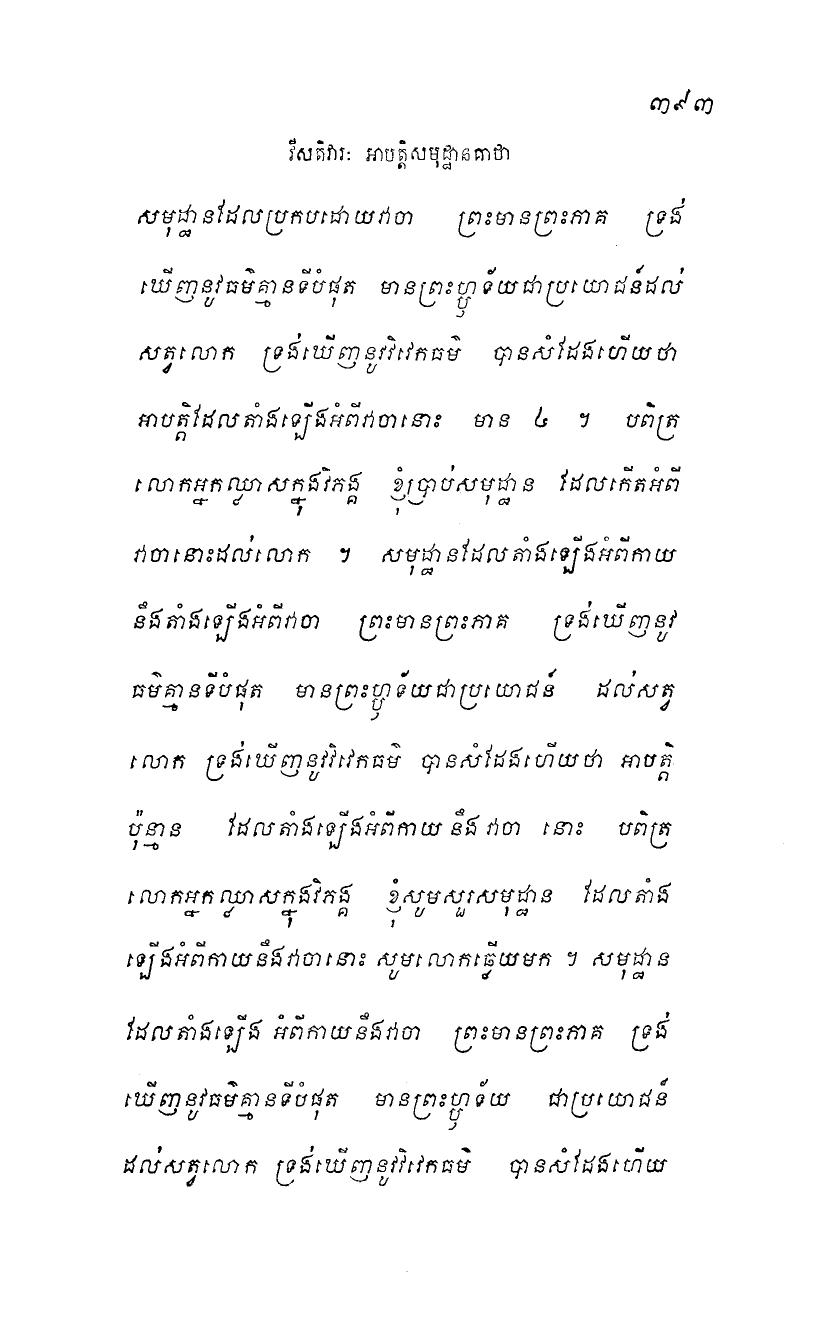 ៣៩៣
វីសតិវារៈ អាបត្តិសមុដ្ឋានគាថា
សមុដ្ឋានដែលប្រកបដោយវាចា ព្រះមានព្រះភាគ ទ្រង់
ឃើញនូវធម៌គ្មានទីបំផុត មានព្រះហ្ឫទ័យជាប្រយោជន៍ដល់
សត្វលោក ទ្រង់ឃើញនូវវិវេកធម៌ បានសំដែងហើយថា
អាបត្តិដែលតាំងឡើងអំពីវាចានោះ មាន ៤ ។ បពិត្រ
លោកអ្នកឈ្លាសក្នុងវិភង្គ ខ្ញុំប្រាប់សមុដ្ឋាន ដែលកើតអំពី
វាចានោះដល់លោក ។ សមុដ្ឋានដែលតាំងឡើងអំពីកាយ
នឹងតាំងឡើងអំពីវាចា ព្រះមានព្រះភាគ ទ្រង់ឃើញនូវ
ធម៌គ្មានទីបំផុត មានព្រះហ្ឫទ័យជាប្រយោជន៍ ដល់សត្វ
លោក ទ្រង់ឃើញនូវវិវេកធម៌ បានសំដែងហើយថា អាបត្តិ
ប៉ុន្មាន ដែលតាំងឡើងអំពីកាយ នឹង វាចា នោះ បពិត្រ
លោកអ្នកឈ្លាសក្នុងវិភង្គ ខ្ញុំសូមសួរសមុដ្ឋាន ដែលតាំង
ឡើងអំពីកាយនឹងវាចានោះ សូមលោកឆ្លើយមក ។ សមុដ្ឋាន
ដែលតាំងឡើង អំពីកាយនឹងវាចា ព្រះមានព្រះភាគ ទ្រង់
ឃើញនូវធម៌គ្មានទីបំផុត មានព្រះហ្ឫទ័យ ជាប្រយោជន៍
ដល់សត្វលោក ទ្រង់ឃើញនូវវិវេកធម៌ បានសំដែងហើយ